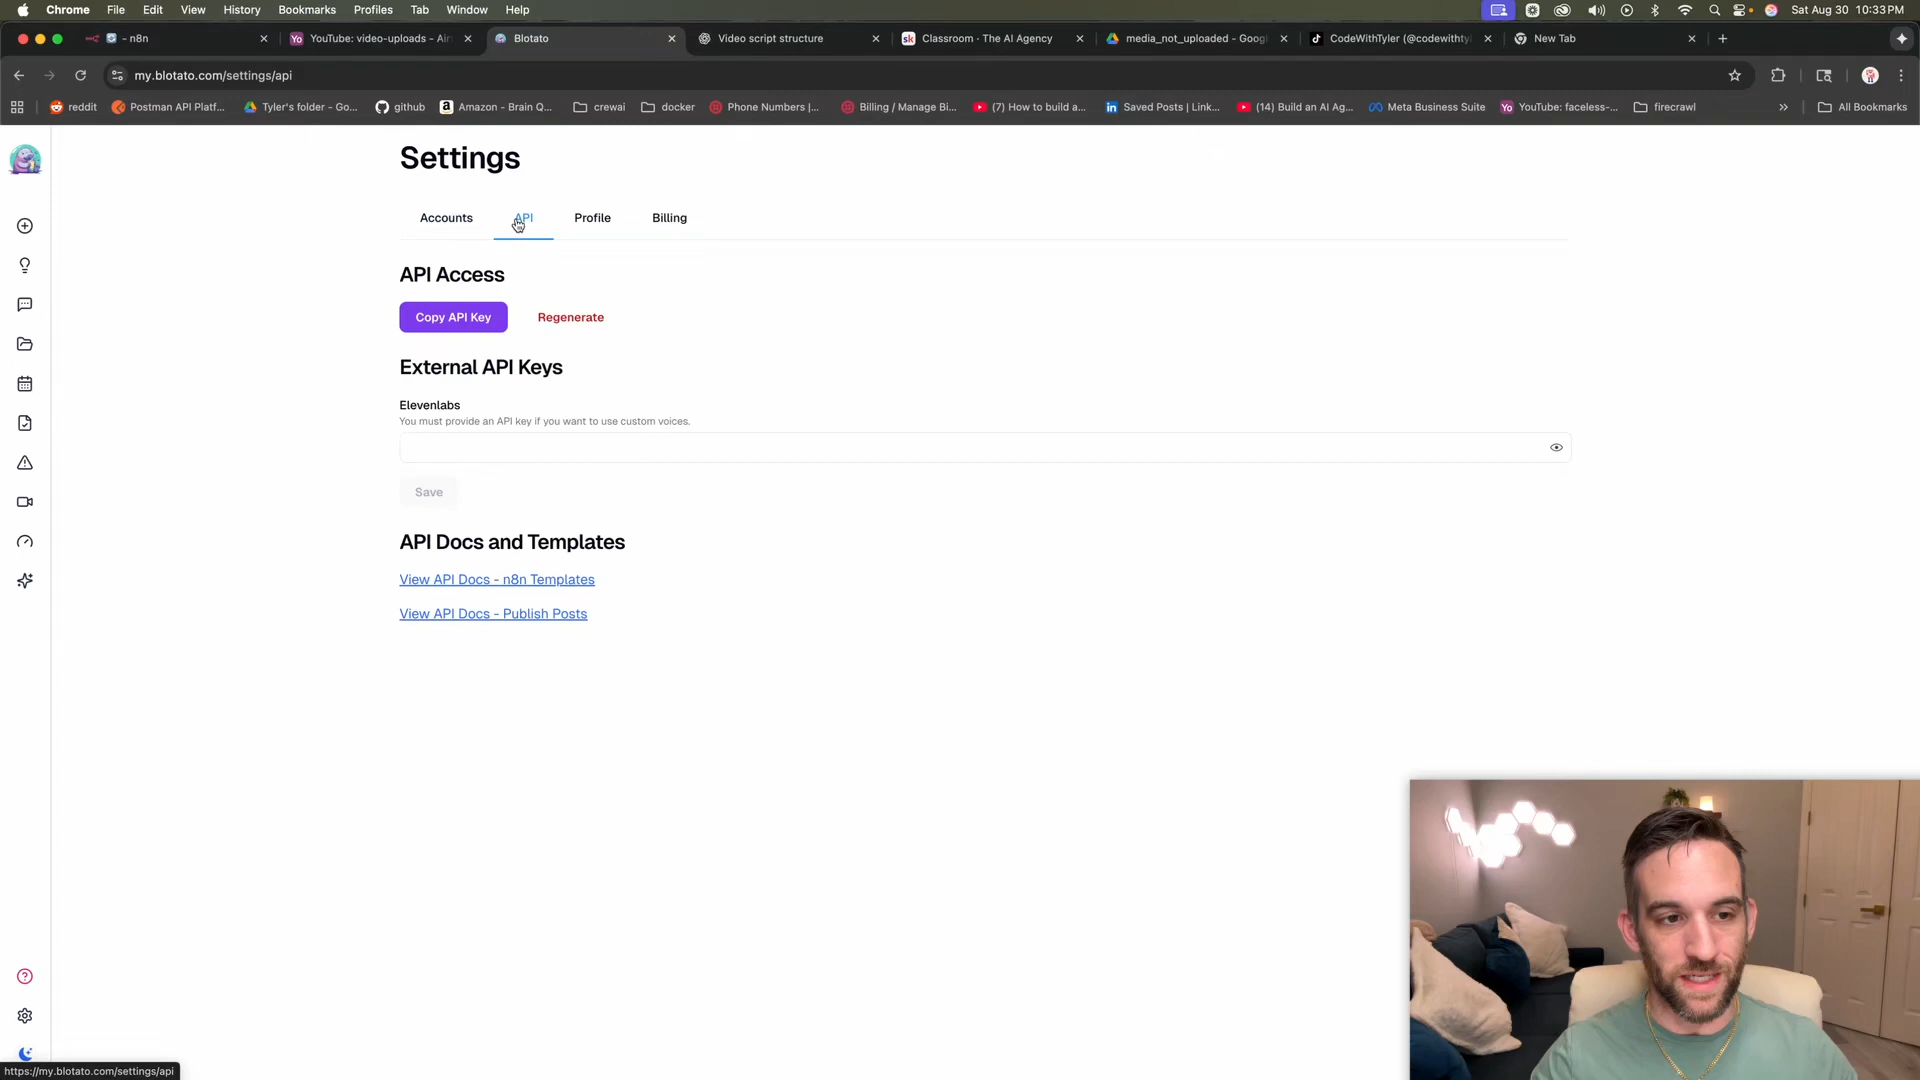 Chrome File Edit View History Bookmarks Profiles Tab Window Help Sat Aug 30 10:33 PM
- n8n YouTube: video-uploads - Air Blotato Video script structure Classroom · The AI Agency media_not_uploaded - Goog CodeWithTyler (@codewithty New Tab
my.blotato.com/settings/api
reddit Postman API Platf... Tyler's folder - Go... github Amazon - Brain Q... crewai docker Phone Numbers |... Billing / Manage Bi... (7) How to build a... Saved Posts | Link... (14) Build an AI Ag... Meta Business Suite YouTube: faceless-... firecrawl » All Bookmarks
Settings
Accounts API Profile Billing
API Access
Copy API Key Regenerate
External API Keys
Elevenlabs
You must provide an API key if you want to use custom voices.
Save
API Docs and Templates
View API Docs - n8n Templates
View API Docs - Publish Posts
https://my.blotato.com/settings/api